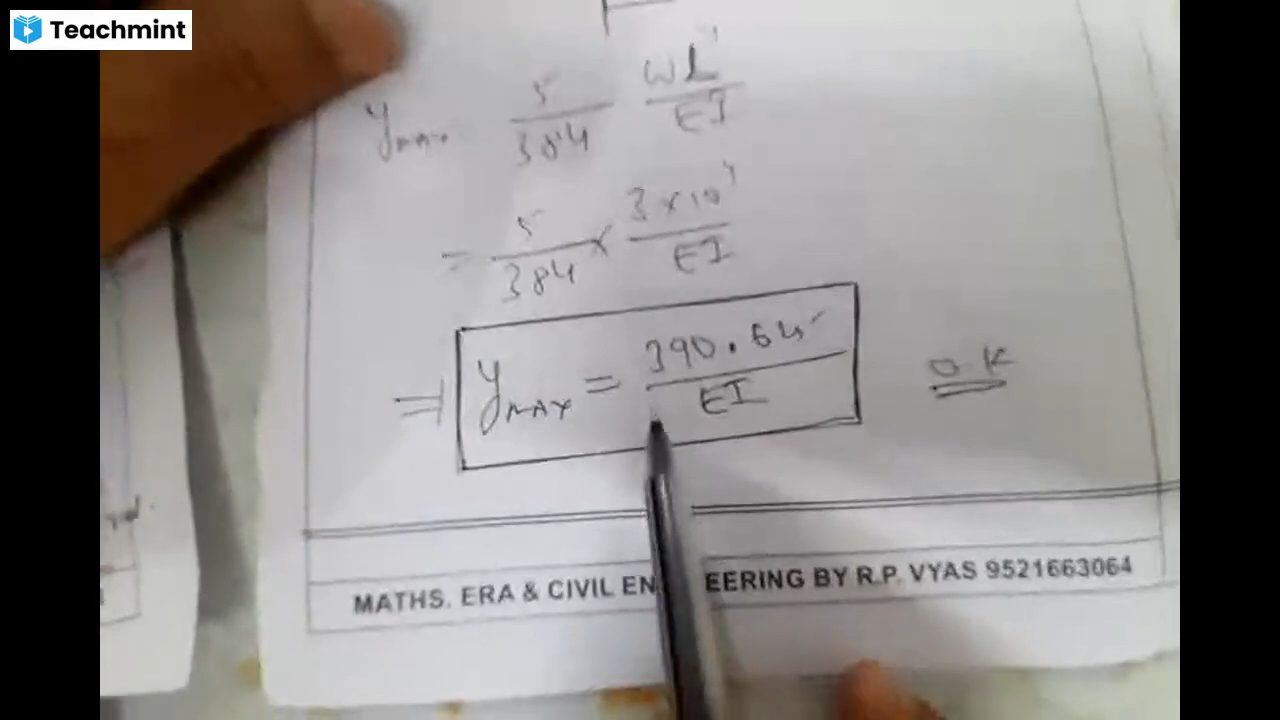 Teachmint
yMAX 5/384 WL⁴/EI
= 5/384 × 3×10⁴/EI
⇒ yMAX = 390.64/EI O.K
MATHS. ERA & CIVIL EN EERING BY R.P. VYAS 9521663064